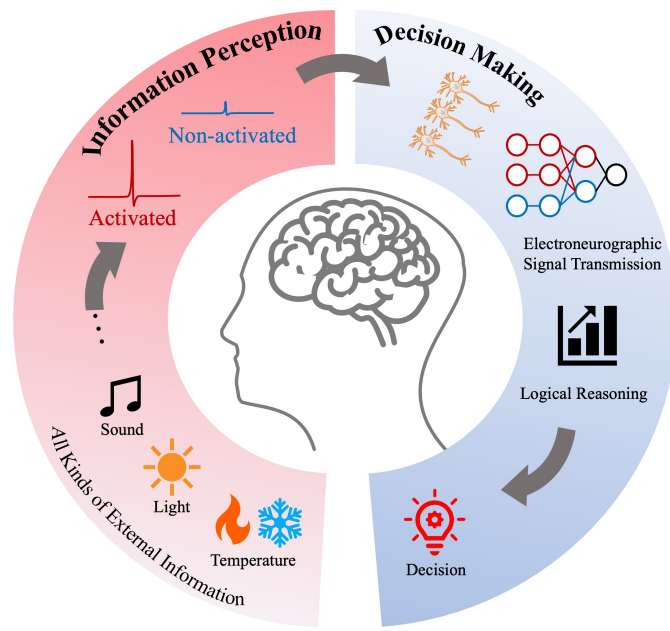 Information Perception
Decision Making
Non-activated
Activated
Electroneurographic
Signal Transmission
Logical Reasoning
Sound
Light
Temperature
All Kinds of External Information
Decision